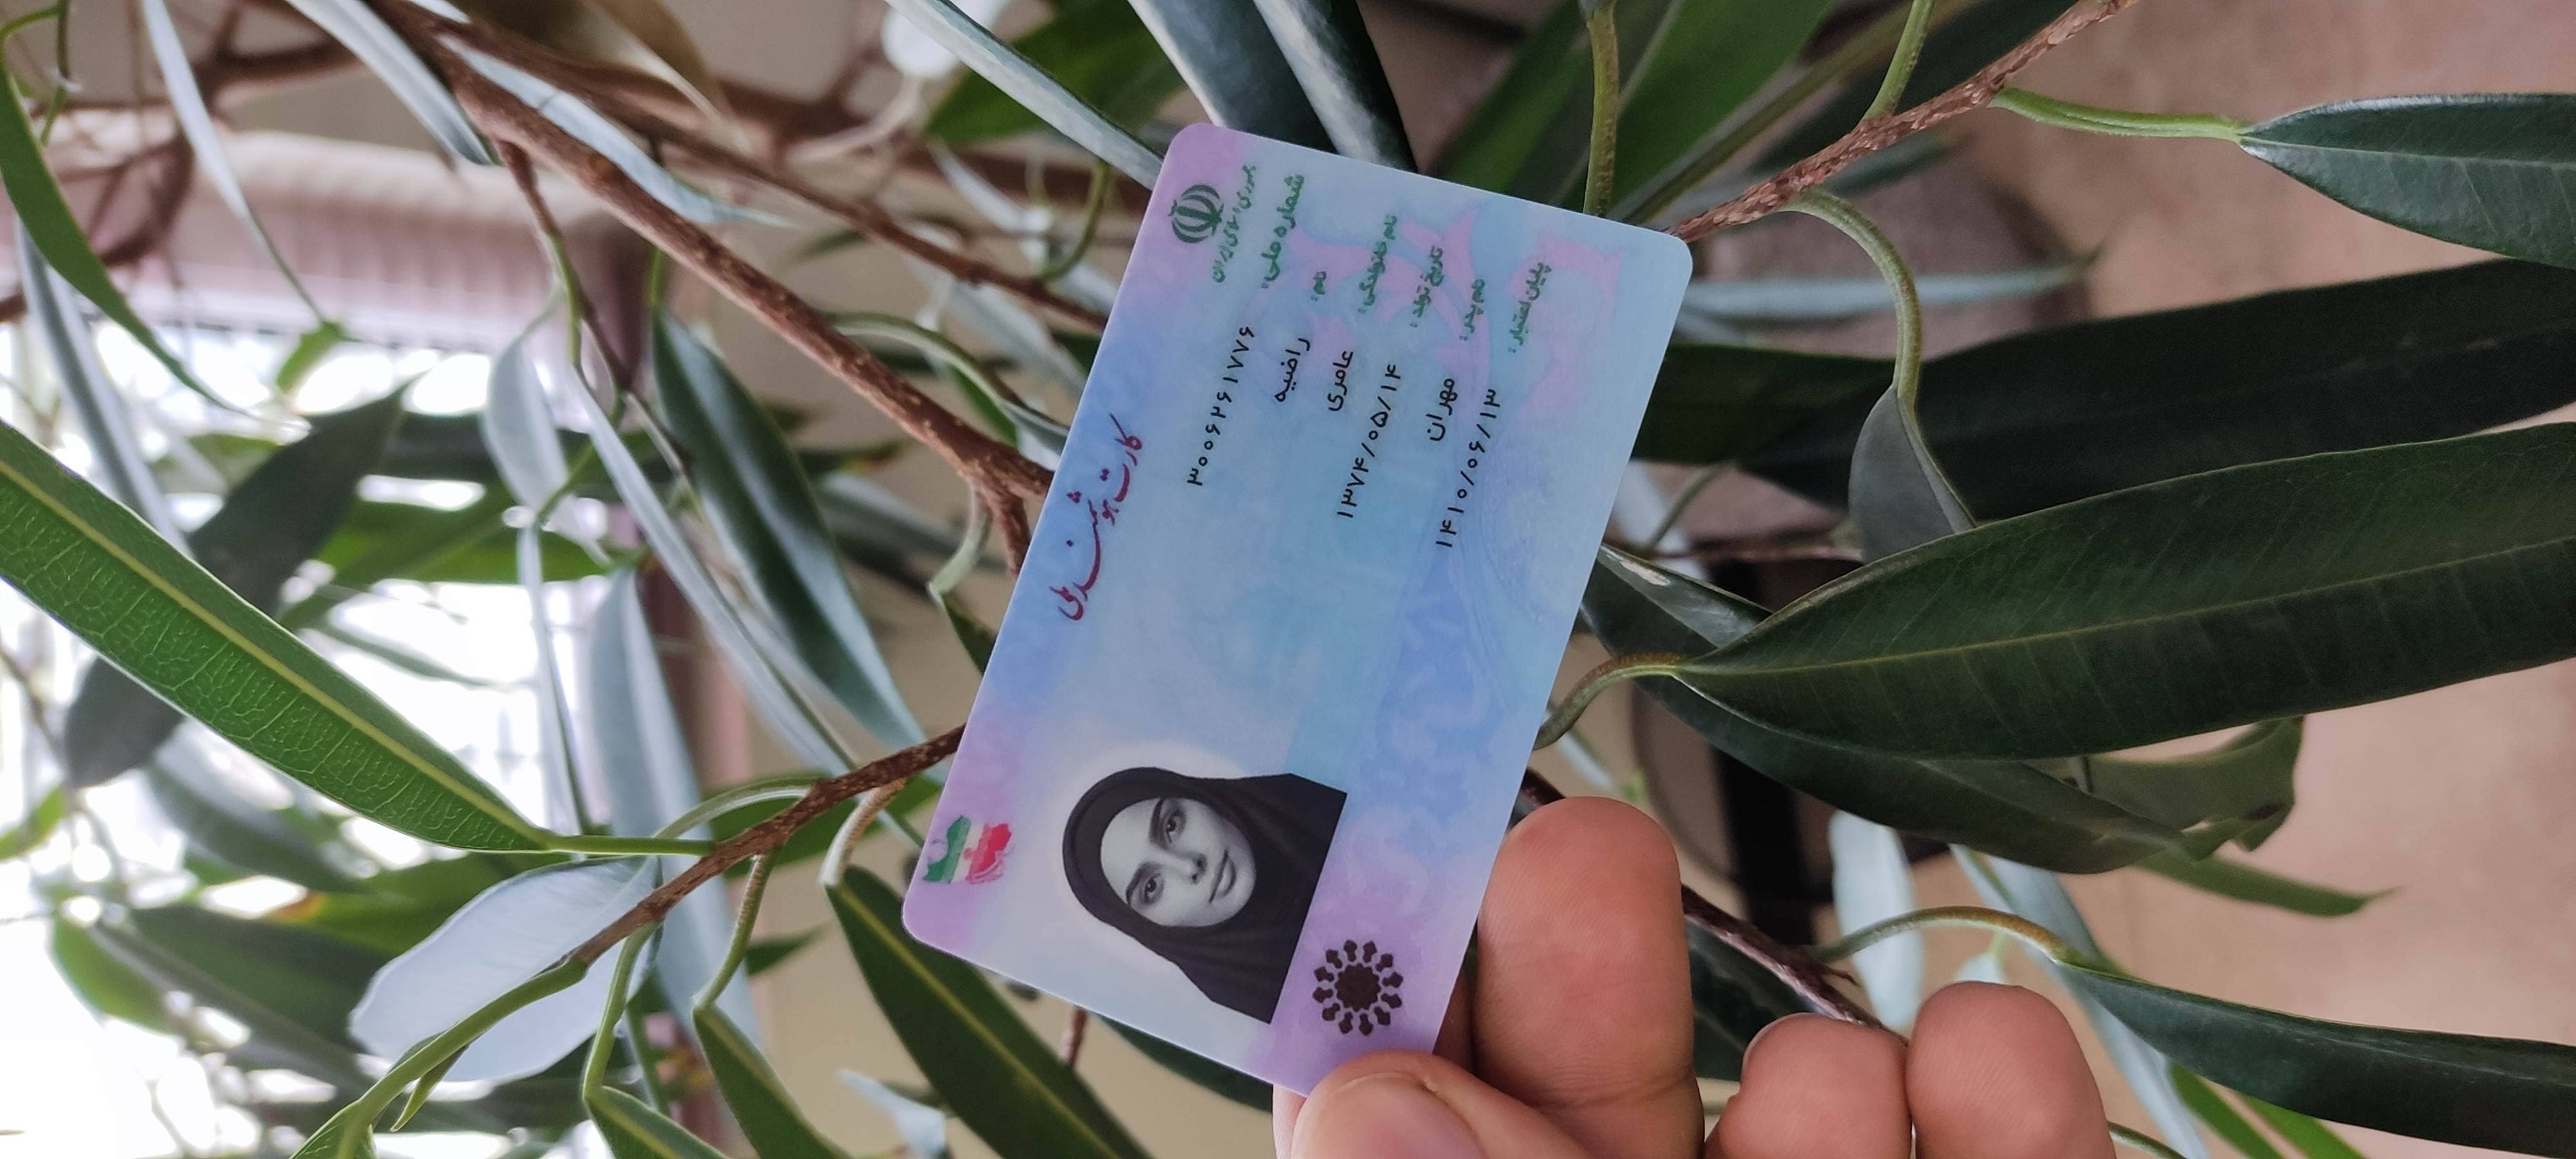 جمهوری اسلامی ایران
کارت هوشمند ملی
شماره ملی: ۳۰۰۶۲۶۱۷۷۶
نام: راضیه
نام خانوادگی: عامری
تاریخ تولد: ۱۳۷۴/۰۵/۱۴
نام پدر: مهران
پایان اعتبار: ۱۴۱۰/۰۶/۱۳